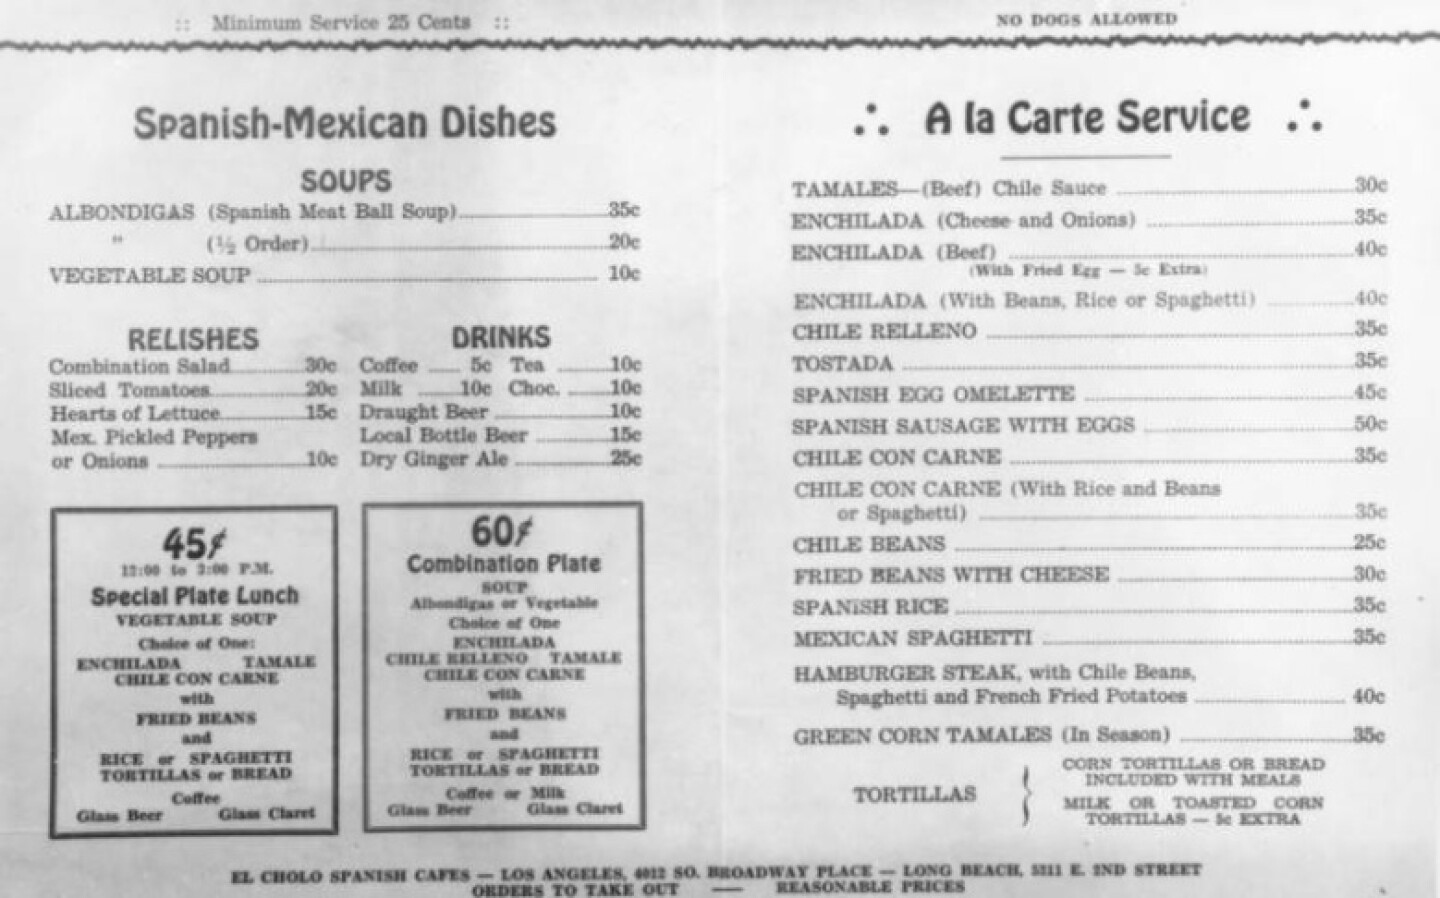 :: Minimum Service 25 Cents ::
NO DOGS ALLOWED
Spanish-Mexican Dishes
SOUPS
ALBONDIGAS (Spanish Meat Ball Soup) 35c
" (½ Order) 20c
VEGETABLE SOUP 10c
RELISHES
Combination Salad 30c
Sliced Tomatoes 20c
Hearts of Lettuce 15c
Mex. Pickled Peppers
or Onions 10c
DRINKS
Coffee 5c Tea 10c
Milk 10c Choc. 10c
Draught Beer 10c
Local Bottle Beer 15c
Dry Ginger Ale 25c
45¢
12:00 to 2:00 P.M.
Special Plate Lunch
VEGETABLE SOUP
Choice of One:
ENCHILADA TAMALE
CHILE CON CARNE
with
FRIED BEANS
and
RICE or SPAGHETTI
TORTILLAS or BREAD
Coffee
Glass Beer Glass Claret
60¢
Combination Plate
SOUP
Albondigas or Vegetable
Choice of One
ENCHILADA
CHILE RELLENO TAMALE
CHILE CON CARNE
with
FRIED BEANS
and
RICE or SPAGHETTI
TORTILLAS or BREAD
Coffee or Milk
Glass Beer Glass Claret
A la Carte Service
TAMALES—(Beef) Chile Sauce 30c
ENCHILADA (Cheese and Onions) 35c
ENCHILADA (Beef) 40c
(With Fried Egg — 5c Extra)
ENCHILADA (With Beans, Rice or Spaghetti) 40c
CHILE RELLENO 35c
TOSTADA 35c
SPANISH EGG OMELETTE 45c
SPANISH SAUSAGE WITH EGGS 50c
CHILE CON CARNE 35c
CHILE CON CARNE (With Rice and Beans
or Spaghetti) 35c
CHILE BEANS 25c
FRIED BEANS WITH CHEESE 30c
SPANISH RICE 35c
MEXICAN SPAGHETTI 35c
HAMBURGER STEAK, with Chile Beans,
Spaghetti and French Fried Potatoes 40c
GREEN CORN TAMALES (In Season) 35c
TORTILLAS
CORN TORTILLAS OR BREAD
INCLUDED WITH MEALS
MILK OR TOASTED CORN
TORTILLAS — 5c EXTRA
EL CHOLO SPANISH CAFES — LOS ANGELES, 4012 SO. BROADWAY PLACE — LONG BEACH, 5211 E. 2ND STREET
ORDERS TO TAKE OUT — REASONABLE PRICES